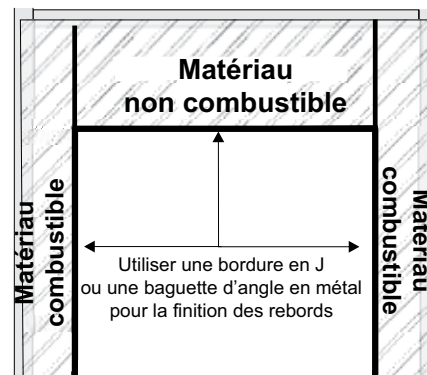 Matériau
non combustible
Matériau
combustible
Utiliser une bordure en J
ou une baguette d'angle en métal
pour la finition des rebords
Matériau
combustible